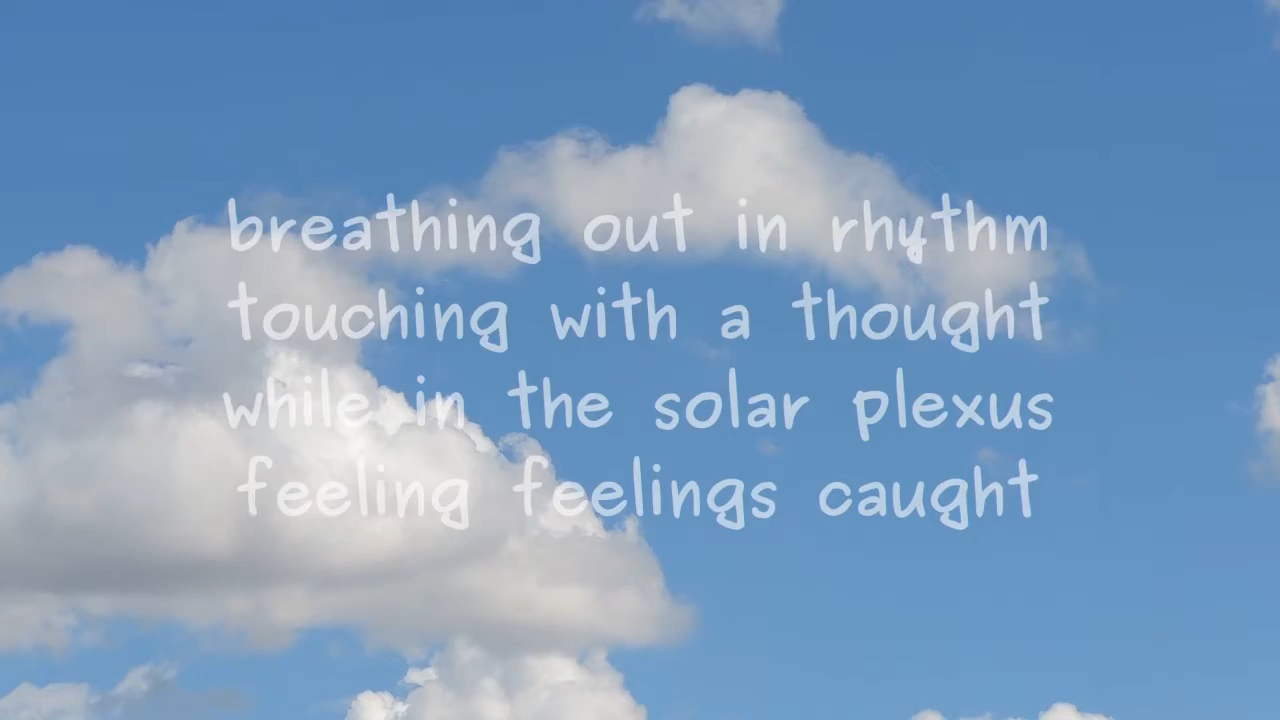 breathing out in rhythm
touching with a thought
while in the solar plexus
feeling feelings caught